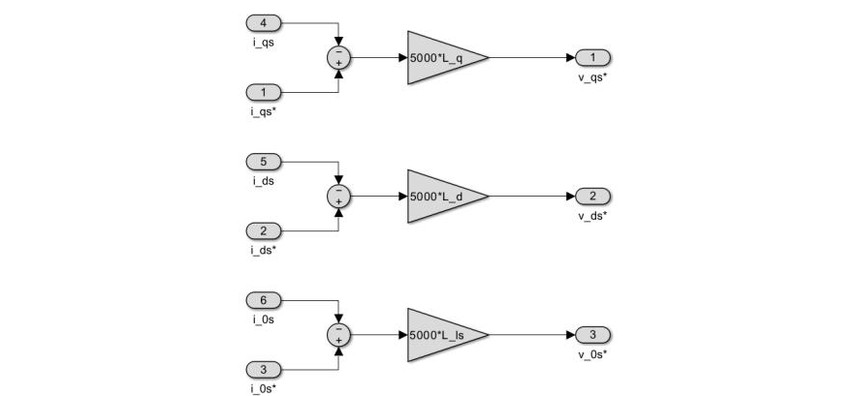 4
i_qs
−
+
5000*L_q
1
v_qs*
1
i_qs*
5
i_ds
−
+
5000*L_d
2
v_ds*
2
i_ds*
6
i_0s
−
+
5000*L_ls
3
v_0s*
3
i_0s*